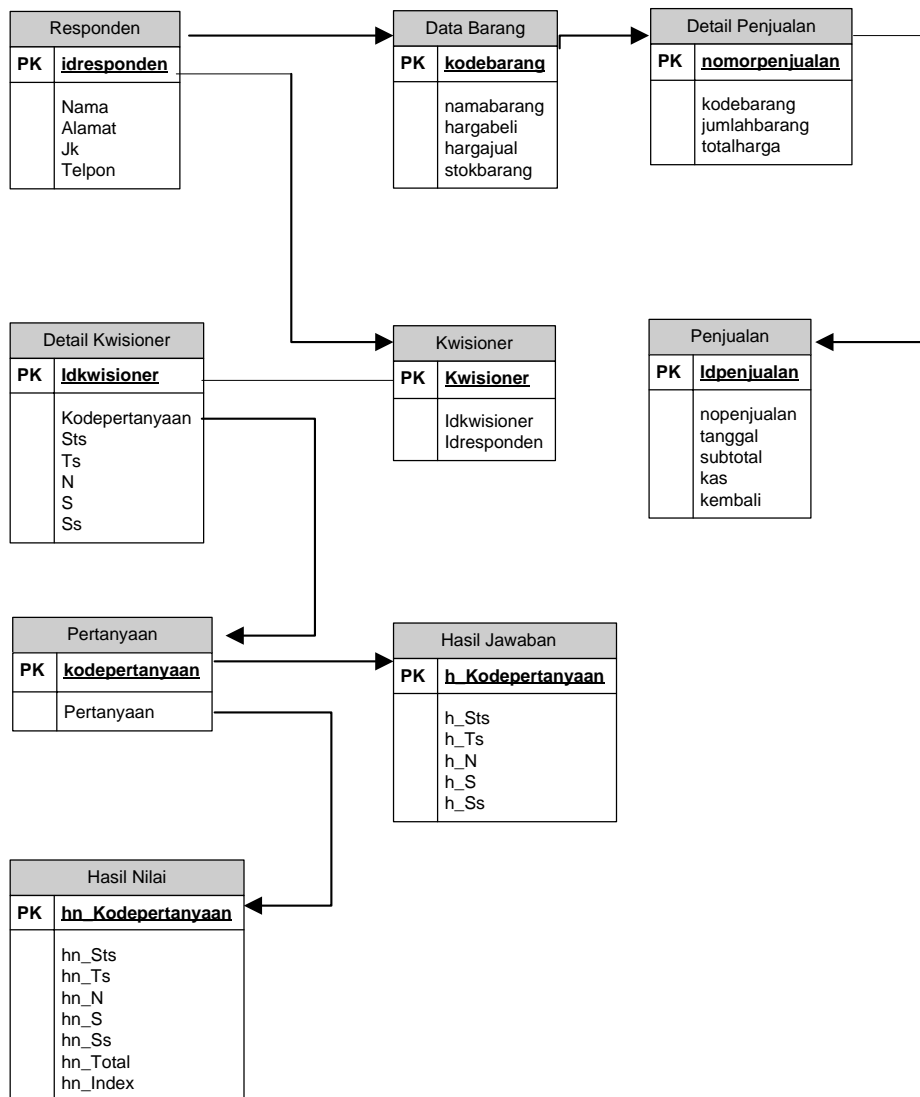 Responden
PK idresponden
Nama
Alamat
Jk
Telpon
Data Barang
PK kodebarang
namabarang
hargabeli
hargajual
stokbarang
Detail Penjualan
PK nomorpenjualan
kodebarang
jumlahbarang
totalharga
Detail Kwisioner
PK Idkwisioner
Kodepertanyaan
Sts
Ts
N
S
Ss
Kwisioner
PK Kwisioner
Idkwisioner
Idresponden
Penjualan
PK Idpenjualan
nopenjualan
tanggal
subtotal
kas
kembali
Pertanyaan
PK kodepertanyaan
Pertanyaan
Hasil Jawaban
PK h_Kodepertanyaan
h_Sts
h_Ts
h_N
h_S
h_Ss
Hasil Nilai
PK hn_Kodepertanyaan
hn_Sts
hn_Ts
hn_N
hn_S
hn_Ss
hn_Total
hn_Index